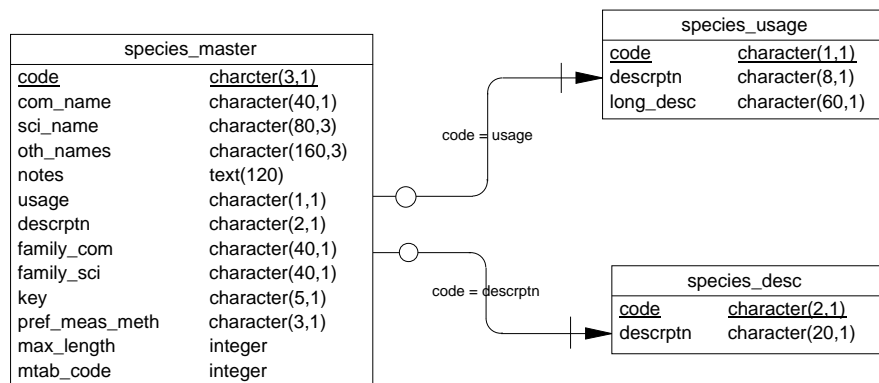 species_master
code charcter(3,1)
com_name character(40,1)
sci_name character(80,3)
oth_names character(160,3)
notes text(120)
usage character(1,1)
descrptn character(2,1)
family_com character(40,1)
family_sci character(40,1)
key character(5,1)
pref_meas_meth character(3,1)
max_length integer
mtab_code integer
code = usage
code = descrptn
species_usage
code character(1,1)
descrptn character(8,1)
long_desc character(60,1)
species_desc
code character(2,1)
descrptn character(20,1)